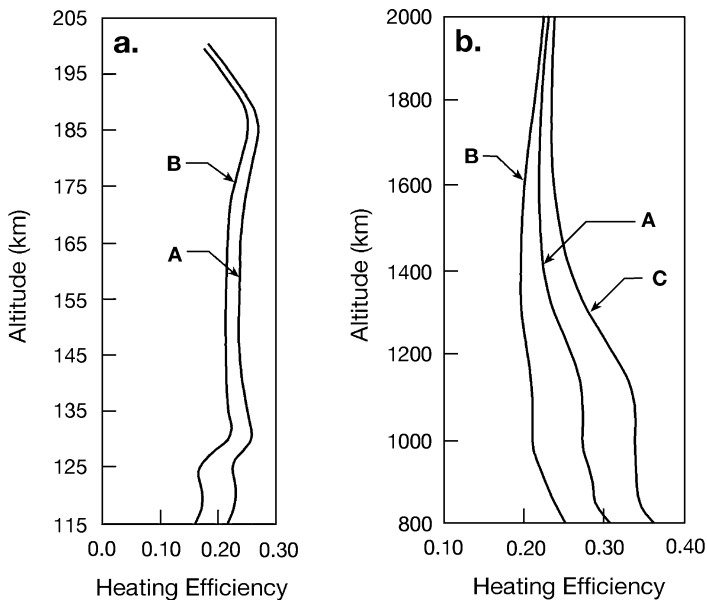 a.
205
195
185
175
165
155
145
135
125
115
B
A
0.0 0.10 0.20 0.30
Altitude (km)
Heating Efficiency
b.
2000
1800
1600
1400
1200
1000
800
B
A
C
0.10 0.20 0.30 0.40
Altitude (km)
Heating Efficiency